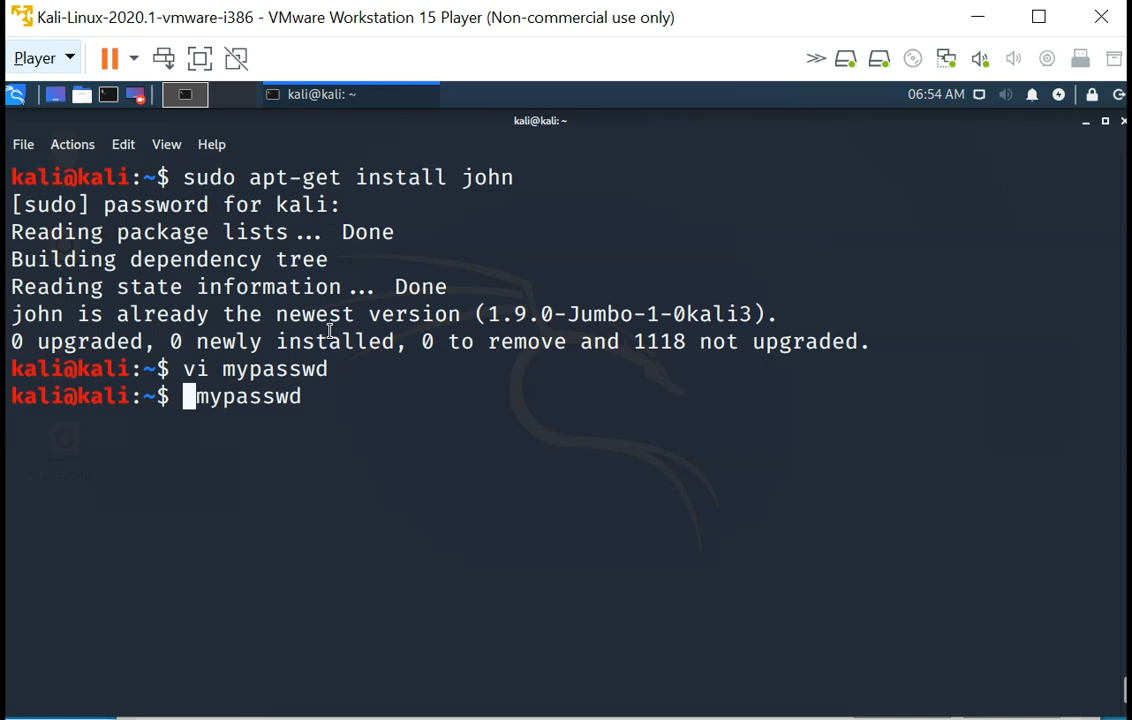 Kali-Linux-2020.1-vmware-i386 - VMware Workstation 15 Player (Non-commercial use only)
Player
kali@kali: ~
06:54 AM
kali@kali: ~
File Actions Edit View Help
kali@kali:~$ sudo apt-get install john
[sudo] password for kali:
Reading package lists... Done
Building dependency tree
Reading state information... Done
john is already the newest version (1.9.0-Jumbo-1-0kali3).
0 upgraded, 0 newly installed, 0 to remove and 1118 not upgraded.
kali@kali:~$ vi mypasswd
kali@kali:~$ mypasswd